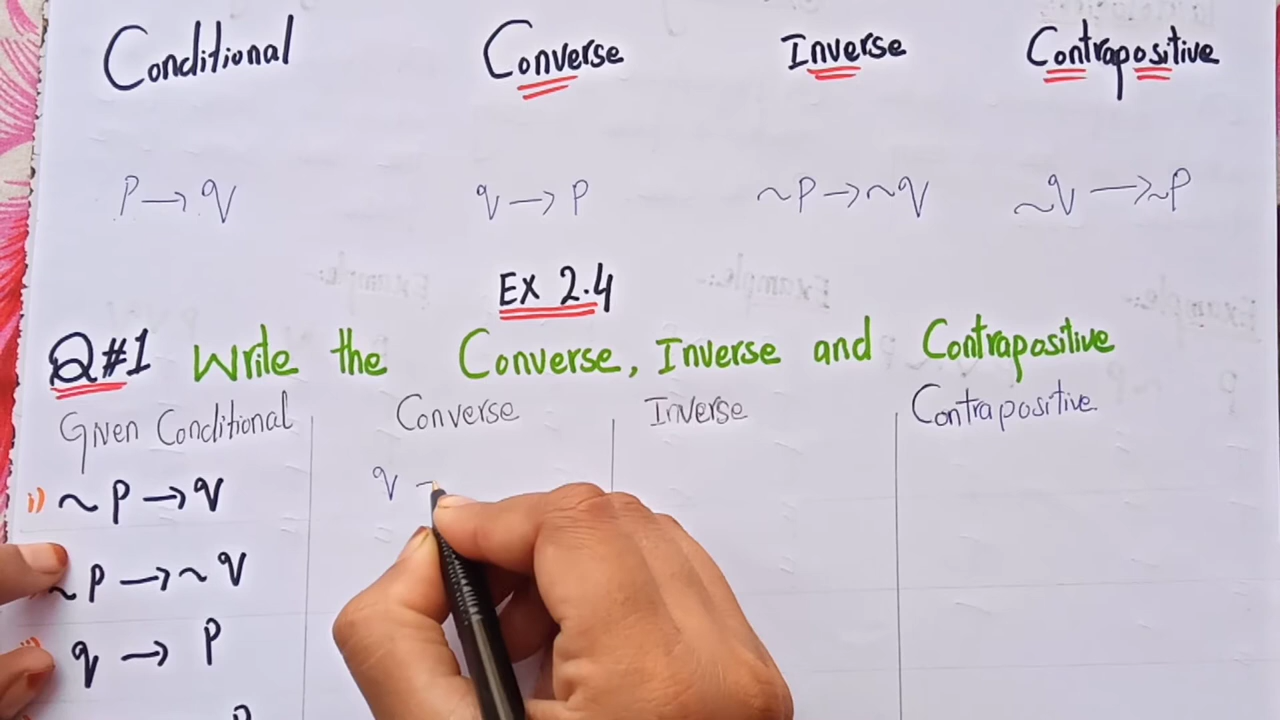 Conditional Converse Inverse Contrapositive
P → q q → P ~P → ~q ~q → ~P
Ex 2.4
Q#1 Write the Converse, Inverse and Contrapositive
Given Conditional Converse Inverse Contrapositive
i) ~ P → q q →
~ P → ~ q
q → P